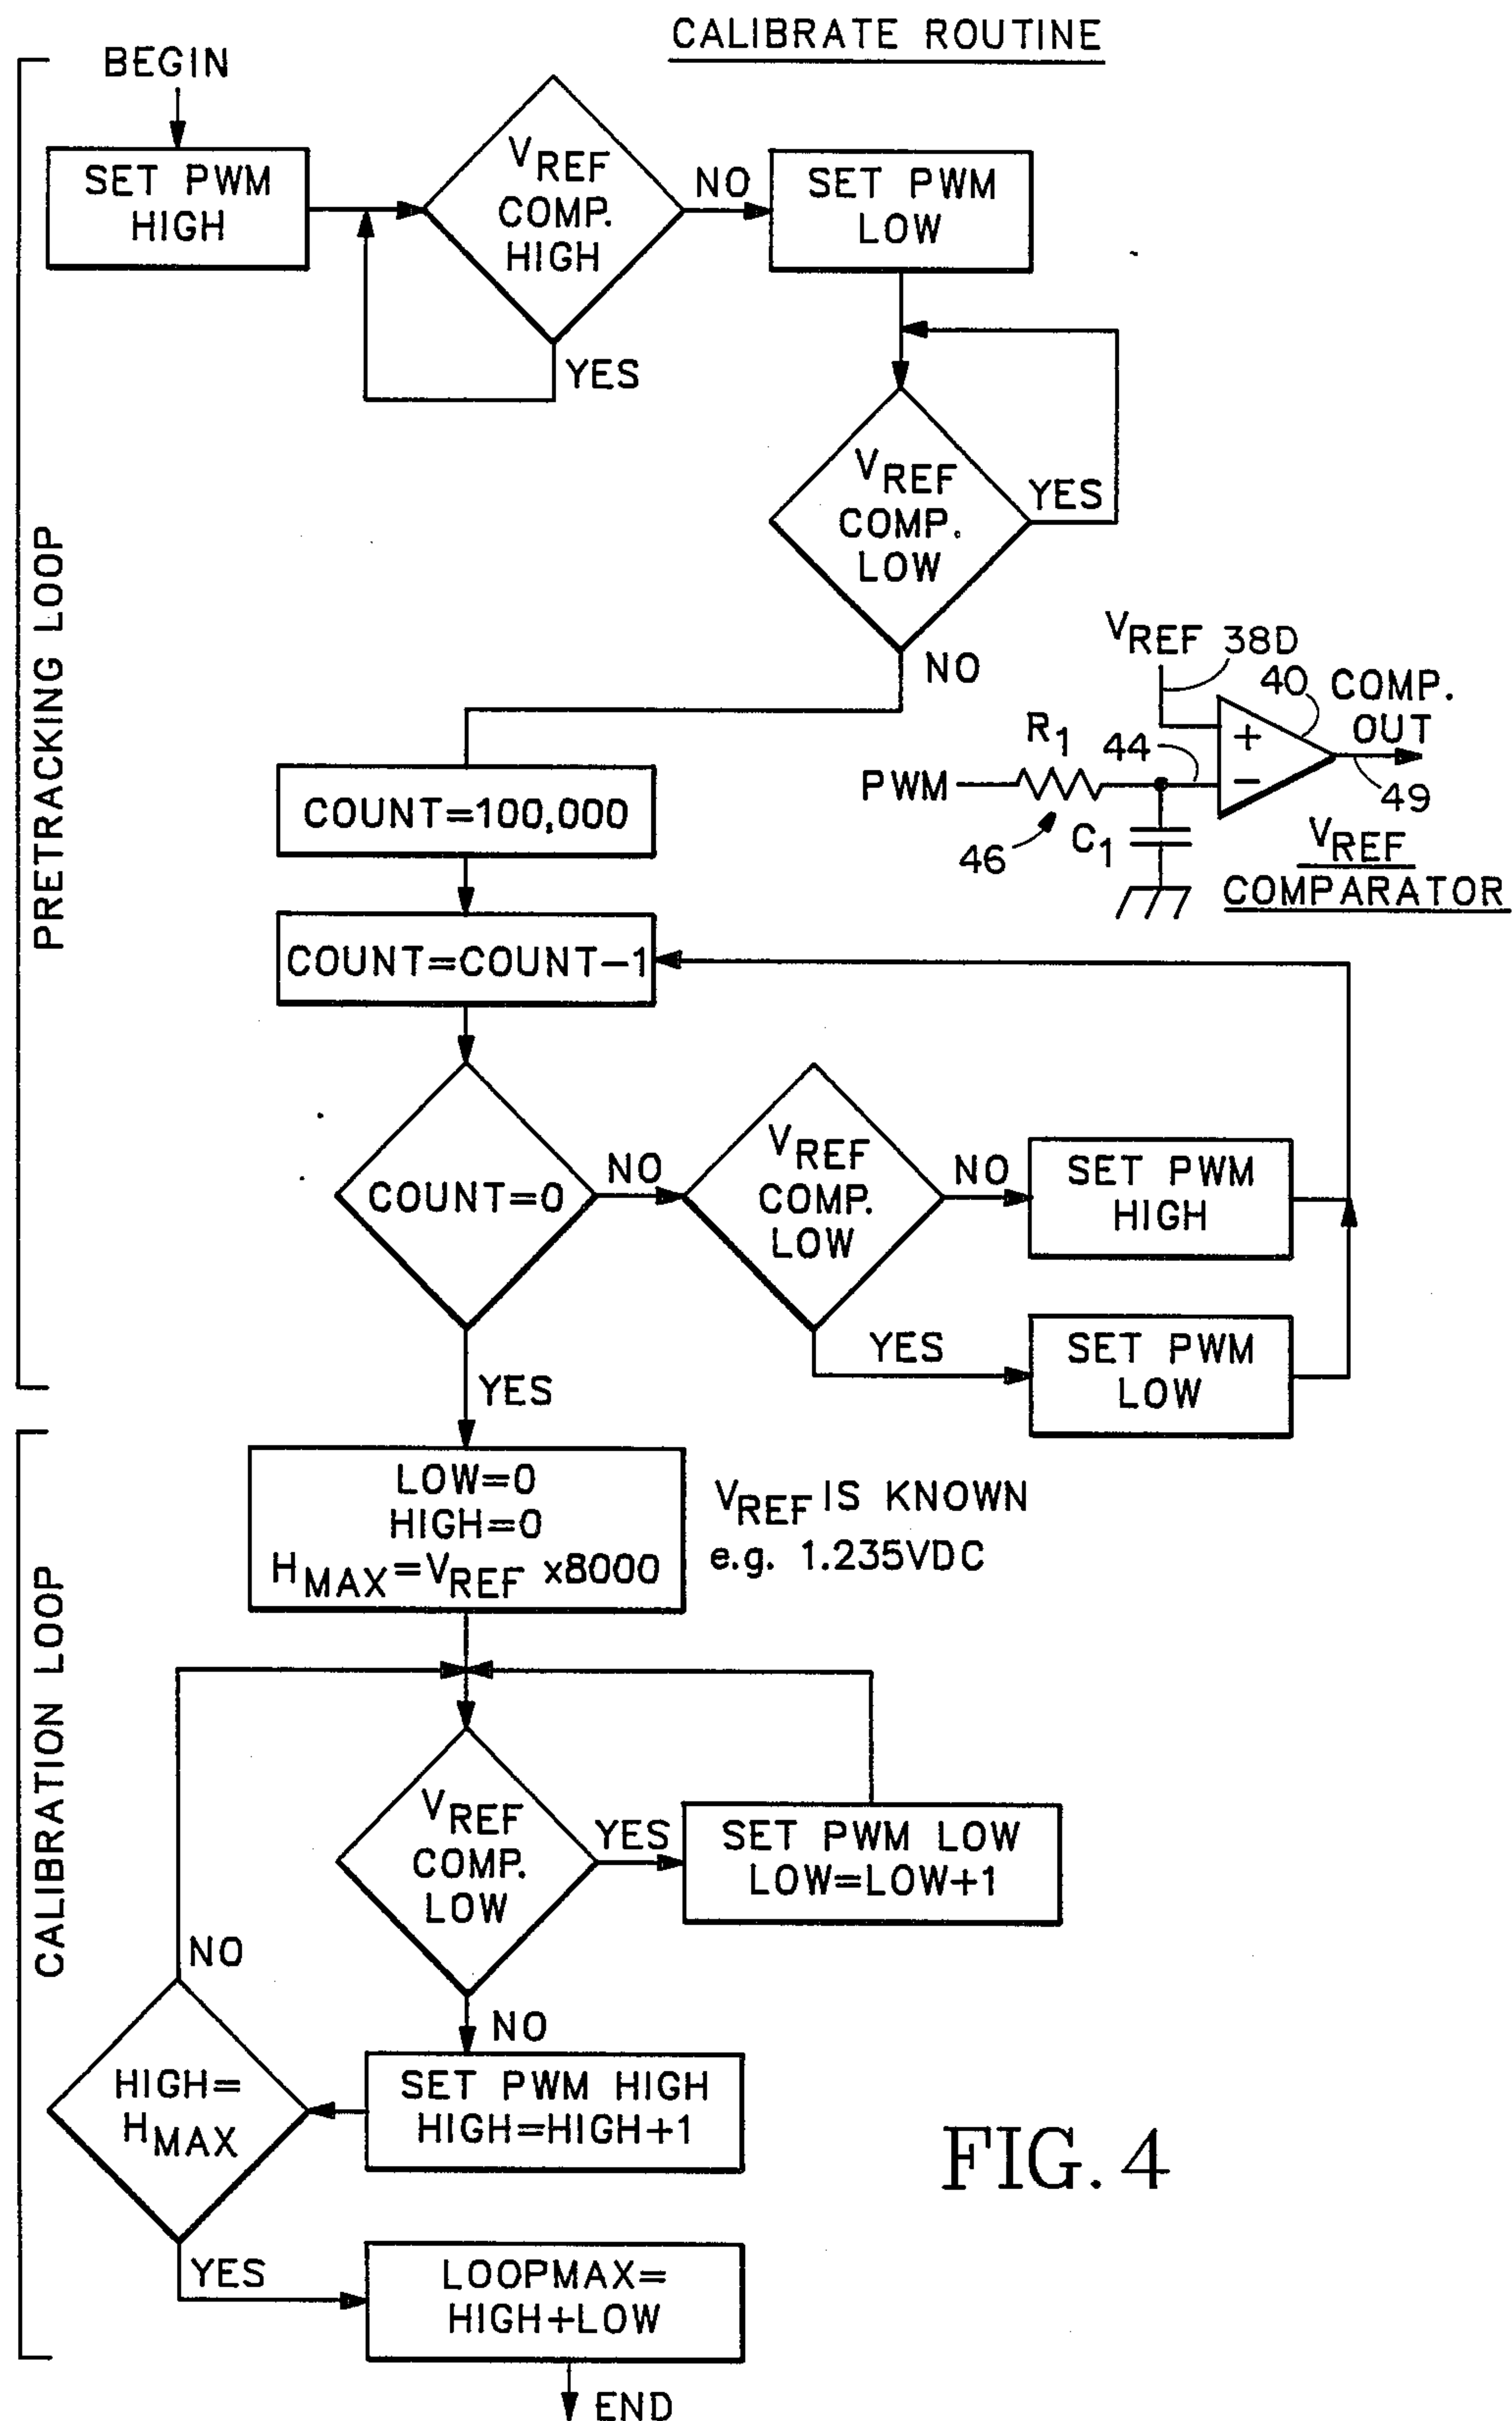 CALIBRATE ROUTINE
BEGIN
SET PWM
HIGH
VREF
COMP.
HIGH
NO
YES
SET PWM
LOW
VREF
COMP.
LOW
YES
NO
PRETRACKING LOOP
VREF 38D
40
COMP.
OUT
R1
44
+
−
PWM
49
46
C1
VREF
COMPARATOR
COUNT=100,000
COUNT=COUNT−1
COUNT=0
NO
VREF
COMP.
LOW
NO
SET PWM
HIGH
YES
SET PWM
LOW
YES
CALIBRATION LOOP
LOW=0
HIGH=0
HMAX=VREF x8000
VREF IS KNOWN
e.g. 1.235VDC
VREF
COMP.
LOW
YES
SET PWM LOW
LOW=LOW+1
NO
NO
SET PWM HIGH
HIGH=HIGH+1
HIGH=
HMAX
YES
LOOPMAX=
HIGH+LOW
END
FIG. 4